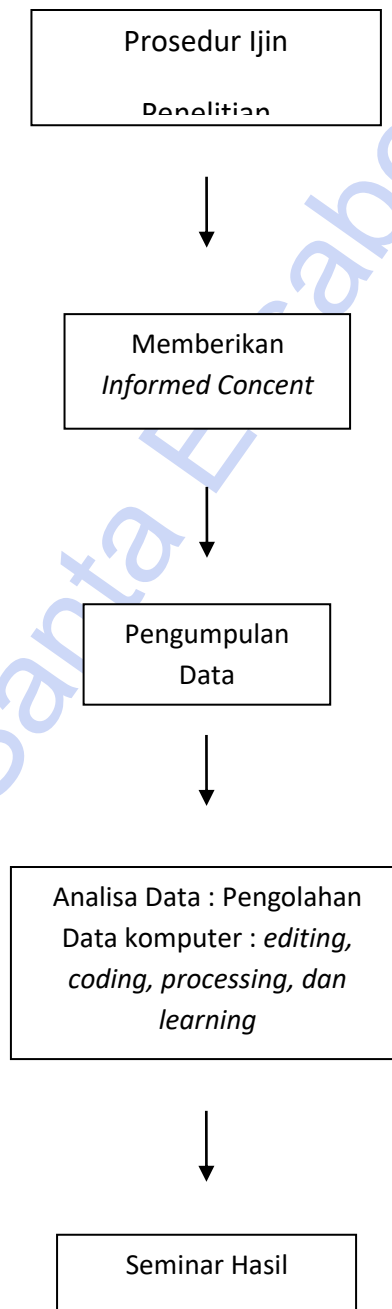 Prosedur Ijin
Penelitian
Memberikan
Informed Concent
Pengumpulan
Data
Analisa Data : Pengolahan
Data komputer : editing,
coding, processing, dan
learning
Seminar Hasil